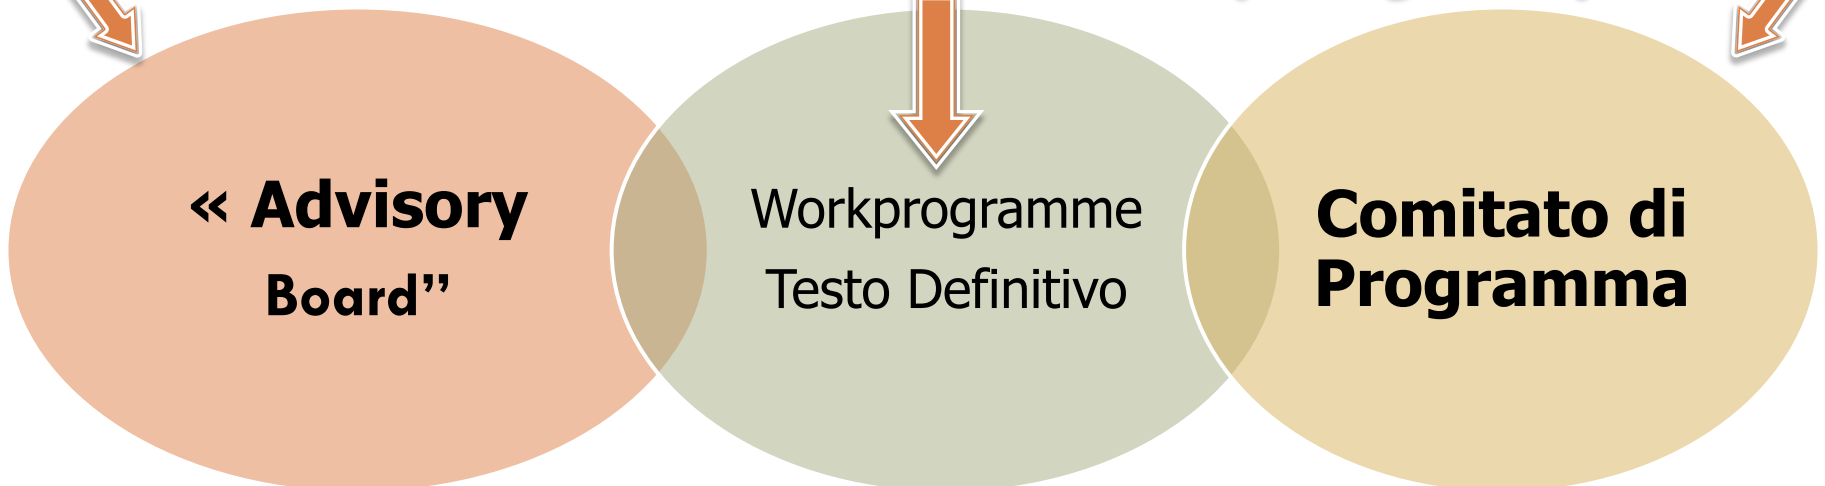 « Advisory
Board”
Workprogramme
Testo Definitivo
Comitato di
Programma